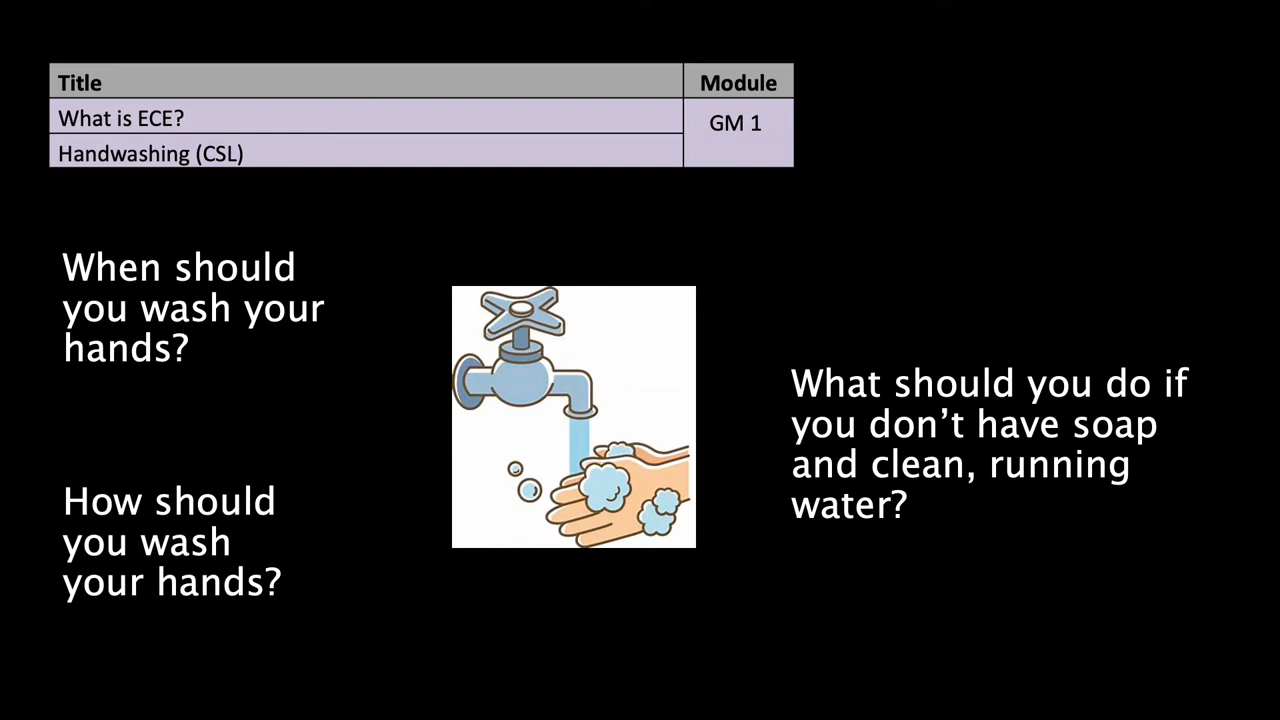 Title
Module
What is ECE?
GM 1
Handwashing (CSL)
When should
you wash your
hands?
How should
you wash
your hands?
What should you do if
you don’t have soap
and clean, running
water?